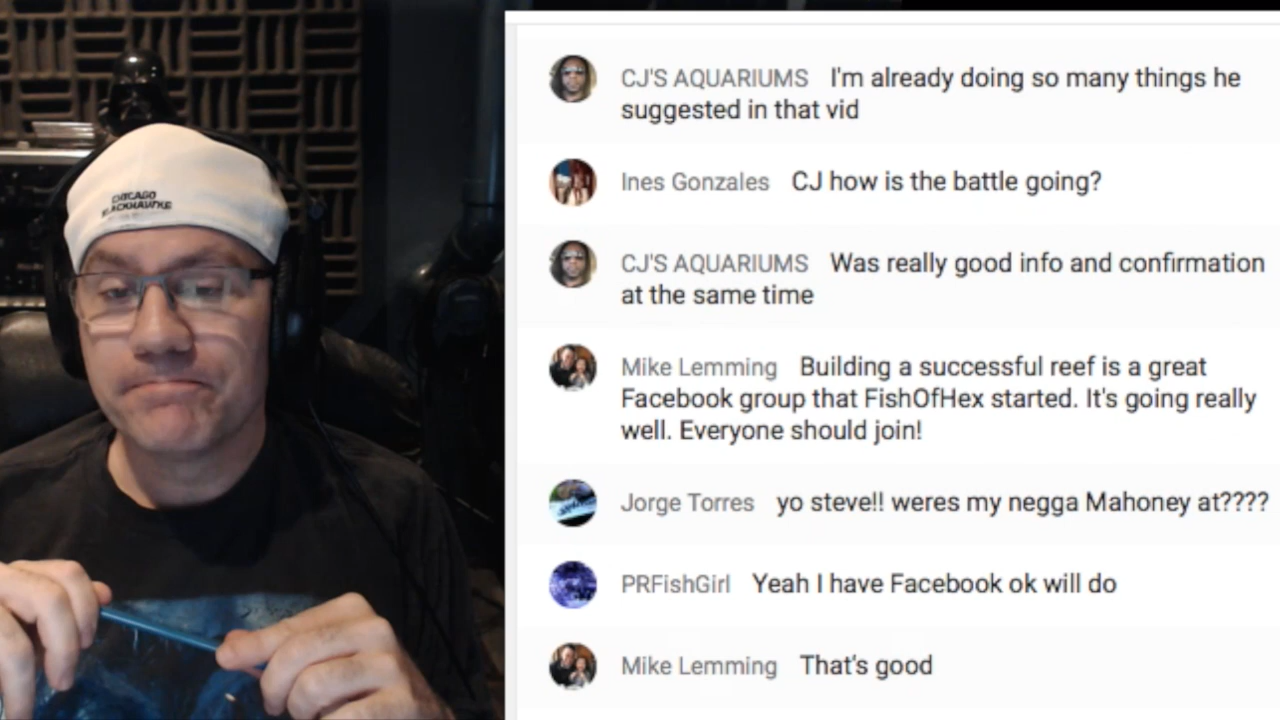 CHICAGO
BLACKHAWKS
CJ'S AQUARIUMS I'm already doing so many things he
suggested in that vid
Ines Gonzales CJ how is the battle going?
CJ'S AQUARIUMS Was really good info and confirmation
at the same time
Mike Lemming Building a successful reef is a great
Facebook group that FishOfHex started. It's going really
well. Everyone should join!
Jorge Torres yo steve!! weres my negga Mahoney at????
PRFishGirl Yeah I have Facebook ok will do
Mike Lemming That's good